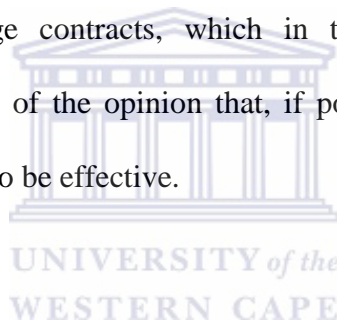 ge contracts, which in t
of the opinion that, if po
o be effective.
UNIVERSITY of the
WESTERN CAPE